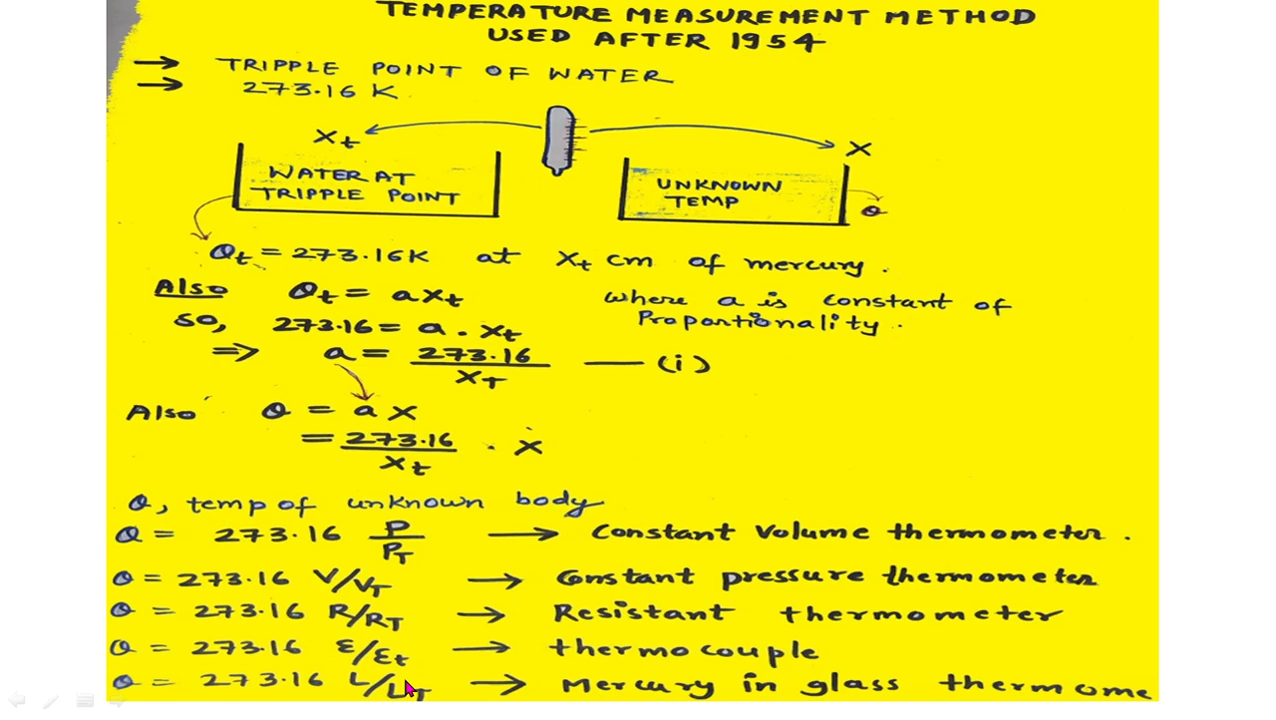 TEMPERATURE MEASUREMENT METHOD
USED AFTER 1954
→ TRIPPLE POINT OF WATER
→ 273.16 K
Xt X
WATER AT
TRIPPLE POINT
UNKNOWN
TEMP
θ
θt = 273.16K at Xt cm of mercury.
Also θt = aXt where a is constant of
Proportionality.
so, 273.16 = a . Xt
=> a = 273.16 / XT — (i)
Also θ = a X
= 273.16 / Xt . X
θ, temp of unknown body
θ = 273.16 P/PT → Constant Volume thermometer.
θ = 273.16 V/VT → Constant pressure thermometer
θ = 273.16 R/RT → Resistant thermometer
θ = 273.16 ε/εt → thermocouple
θ = 273.16 L/LT → Mercury in glass thermome